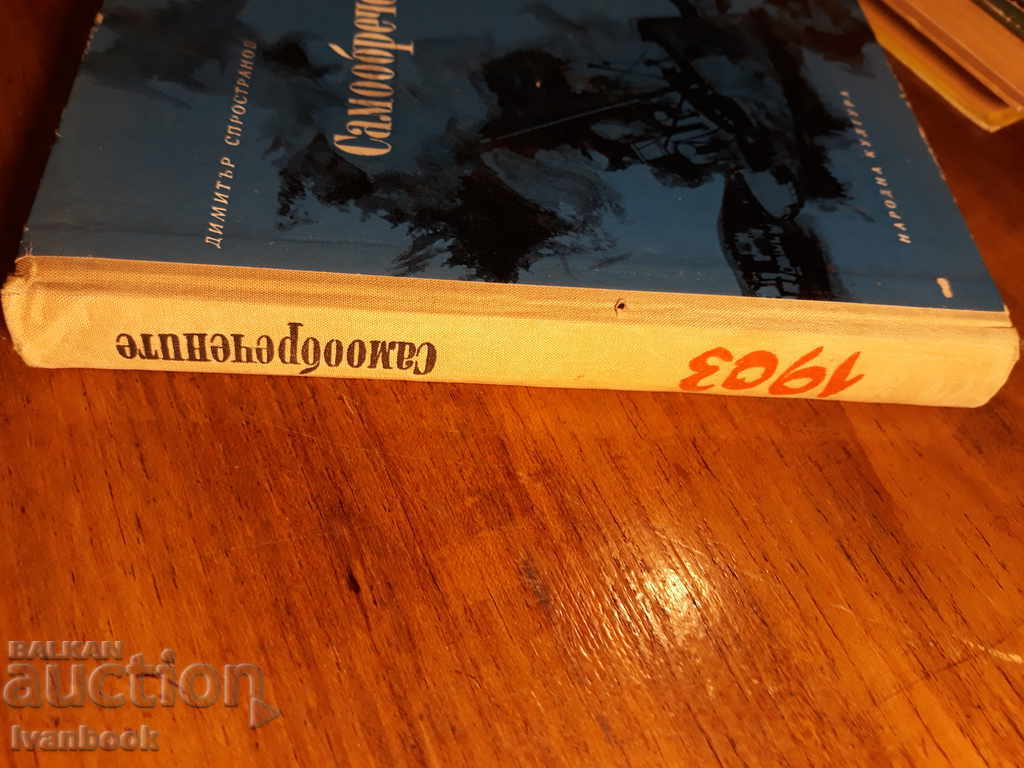 ДИМИТЪР СПРОСТРАНОВ
Самообрече
НАРОДНА КУЛТУРА
Самообречените
1903
BALKAN
auction
Ivanbook